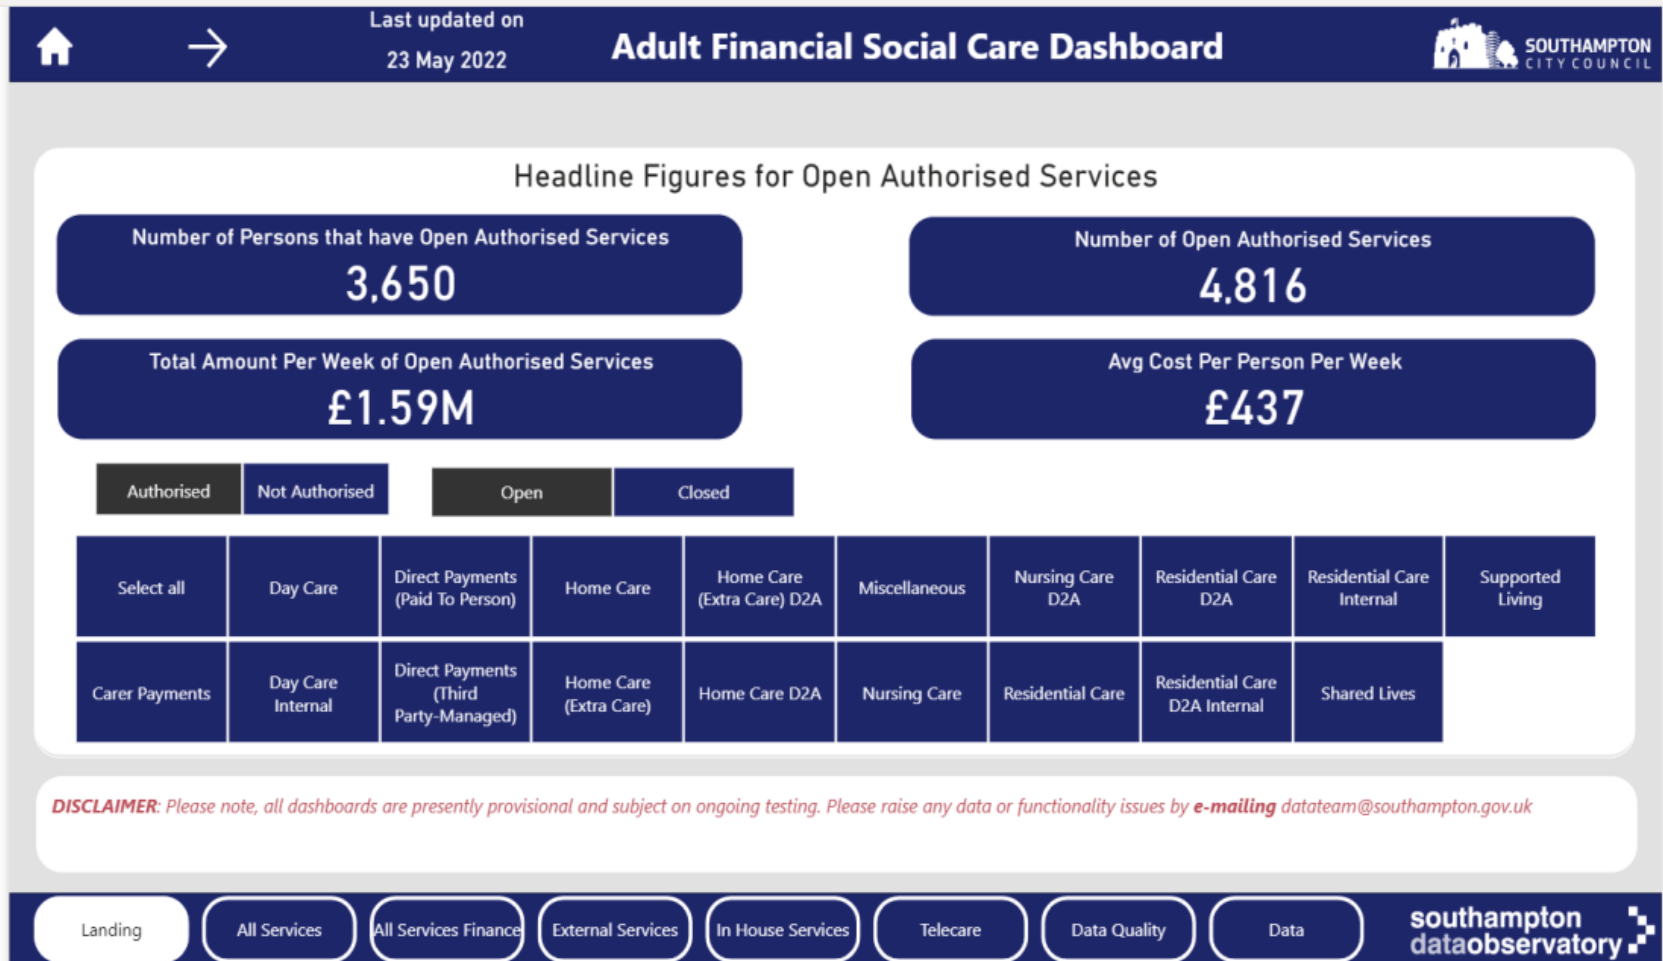 Last updated on
23 May 2022
Adult Financial Social Care Dashboard
SOUTHAMPTON
CITY COUNCIL
Headline Figures for Open Authorised Services
Number of Persons that have Open Authorised Services
3,650
Number of Open Authorised Services
4,816
Total Amount Per Week of Open Authorised Services
£1.59M
Avg Cost Per Person Per Week
£437
Authorised
Not Authorised
Open
Closed
Select all
Day Care
Direct Payments
(Paid To Person)
Home Care
Home Care
(Extra Care) D2A
Miscellaneous
Nursing Care
D2A
Residential Care
D2A
Residential Care
Internal
Supported
Living
Carer Payments
Day Care
Internal
Direct Payments
(Third
Party-Managed)
Home Care
(Extra Care)
Home Care D2A
Nursing Care
Residential Care
Residential Care
D2A Internal
Shared Lives
DISCLAIMER: Please note, all dashboards are presently provisional and subject on ongoing testing. Please raise any data or functionality issues by e-mailing datateam@southampton.gov.uk
Landing
All Services
All Services Finance
External Services
In House Services
Telecare
Data Quality
Data
southampton
dataobservatory